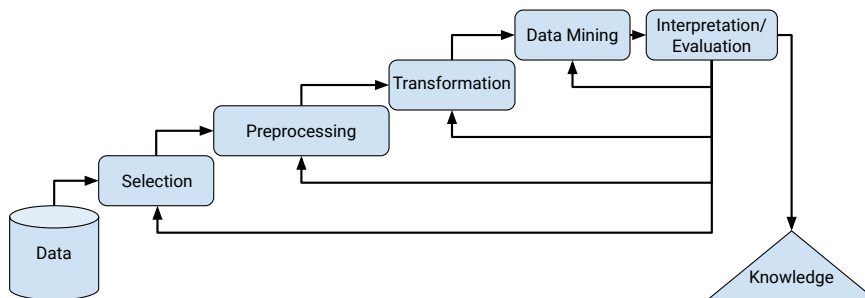 Data Mining
Interpretation/
Evaluation
Transformation
Preprocessing
Selection
Data
Knowledge